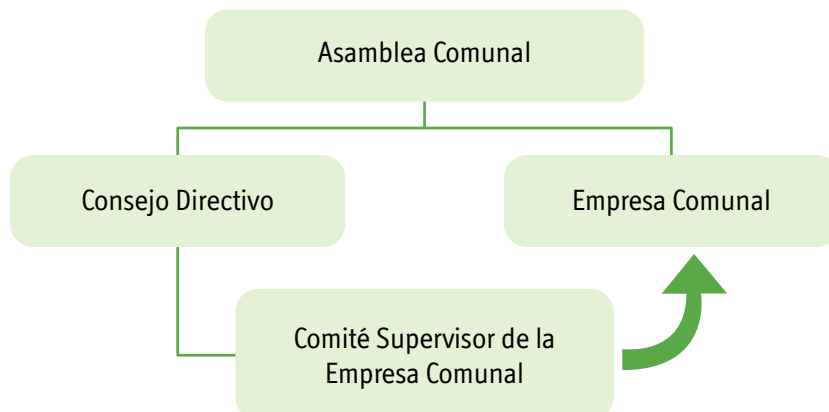 Asamblea Comunal
Consejo Directivo
Empresa Comunal
Comité Supervisor de la
Empresa Comunal